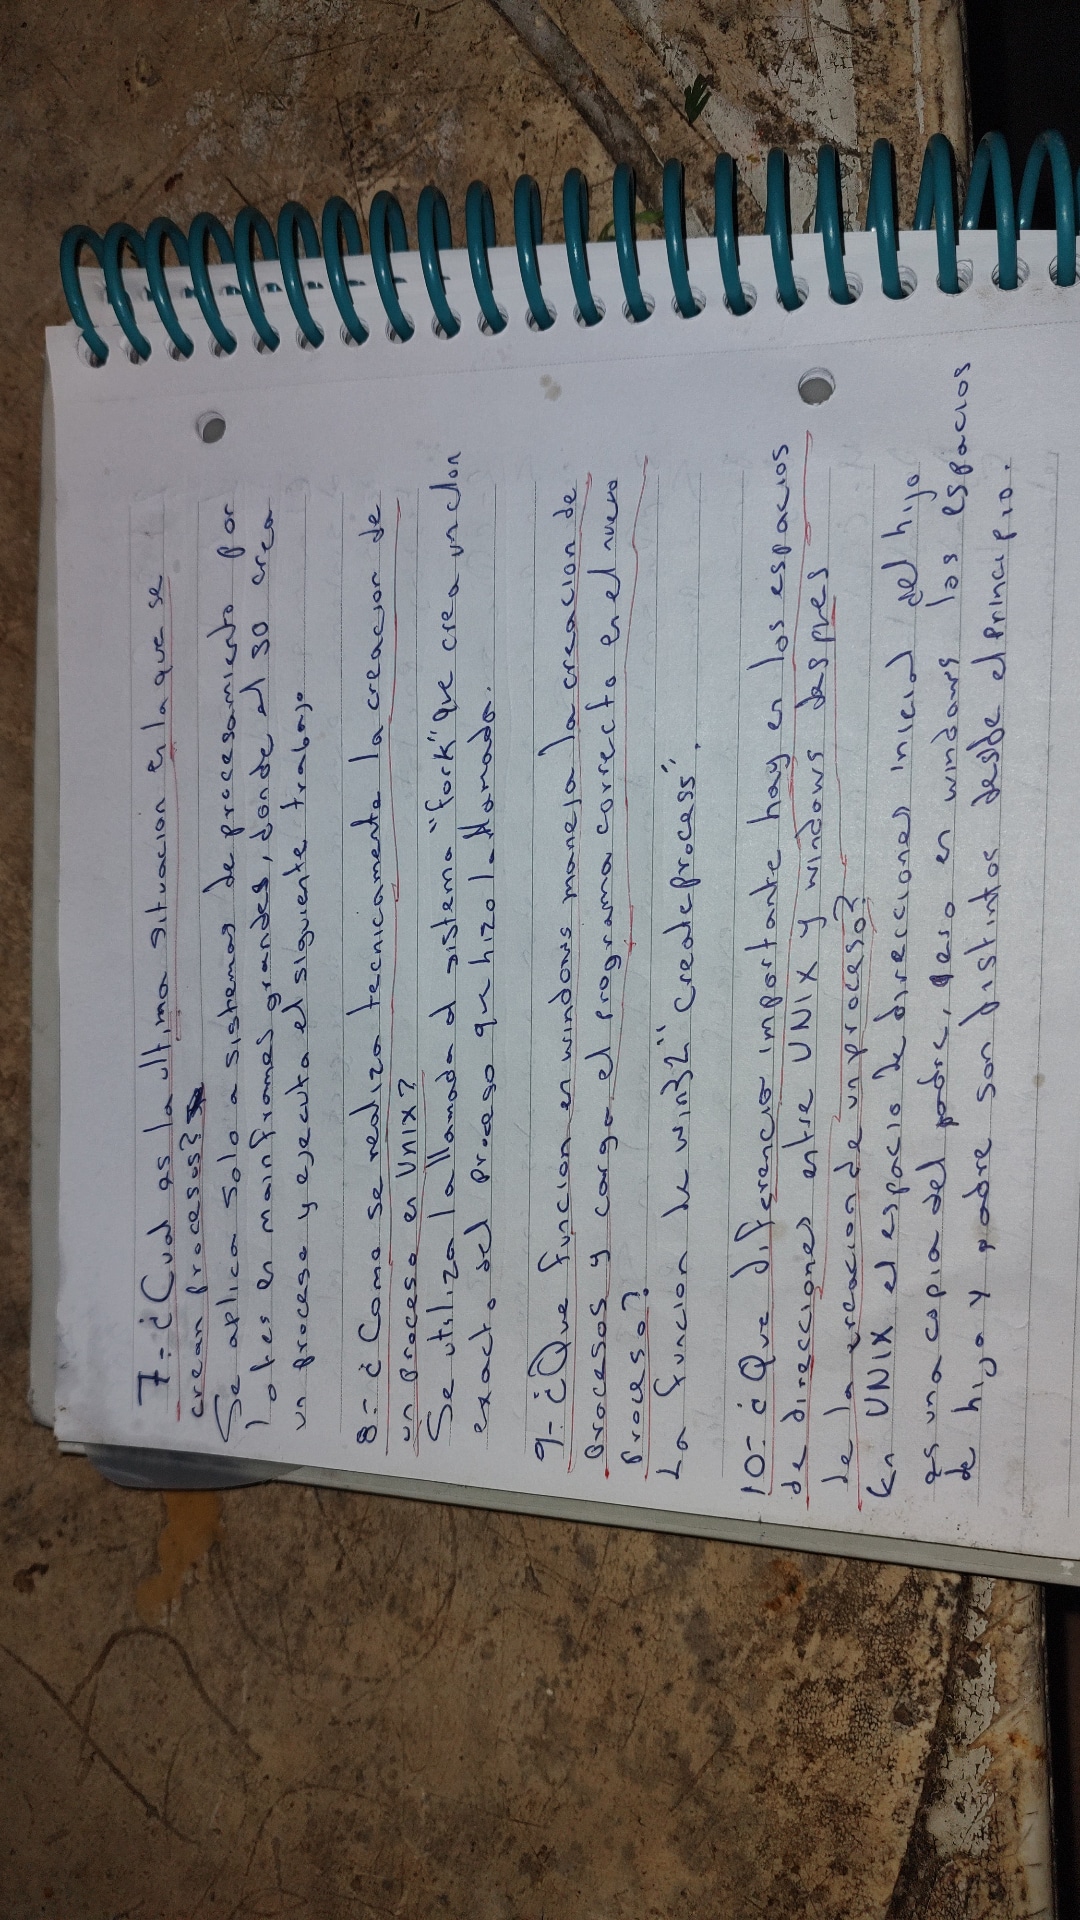 7-¿Cual es la ultima situacion en la que se
crean procesos?
Se aplica solo a sistemas de procesamiento por
lotes en mainframes grandes, donde el SO crea
un proceso y ejecuta el siguiente trabajo
8-¿Como se realiza tecnicamente la creacion de
un proceso en UNIX?
Se utiliza la llamada al sistema "fork" que crea un clon
exacto del proceso que hizo la llamada.
9-¿Que funcion en windows maneja la creacion de
procesos y carga el programa correcto en el nuevo
proceso?
La funcion de win32 "createprocess".
10-¿Que diferencia importante hay en los espacios
de direcciones entre UNIX y windows despues
de la creacion de un proceso?
En UNIX el espacio de direcciones inicial del hijo
es una copia del padre, pero en windows los espacios
de hijo y padre son distintos desde el principio.